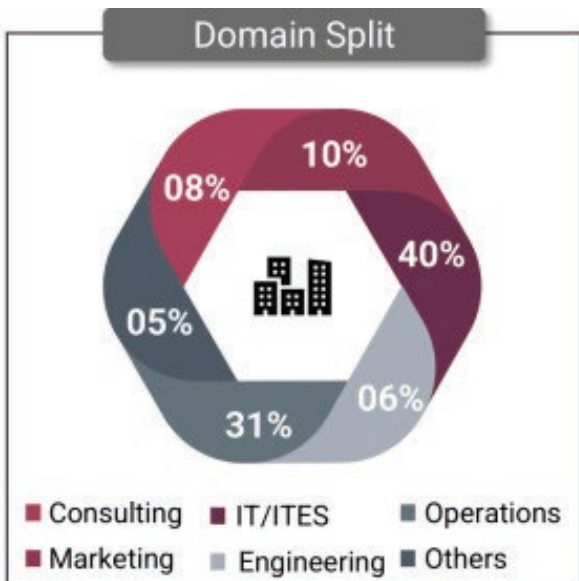 Domain Split
10%
08%
40%
05%
06%
31%
Consulting IT/ITES Operations
Marketing Engineering Others